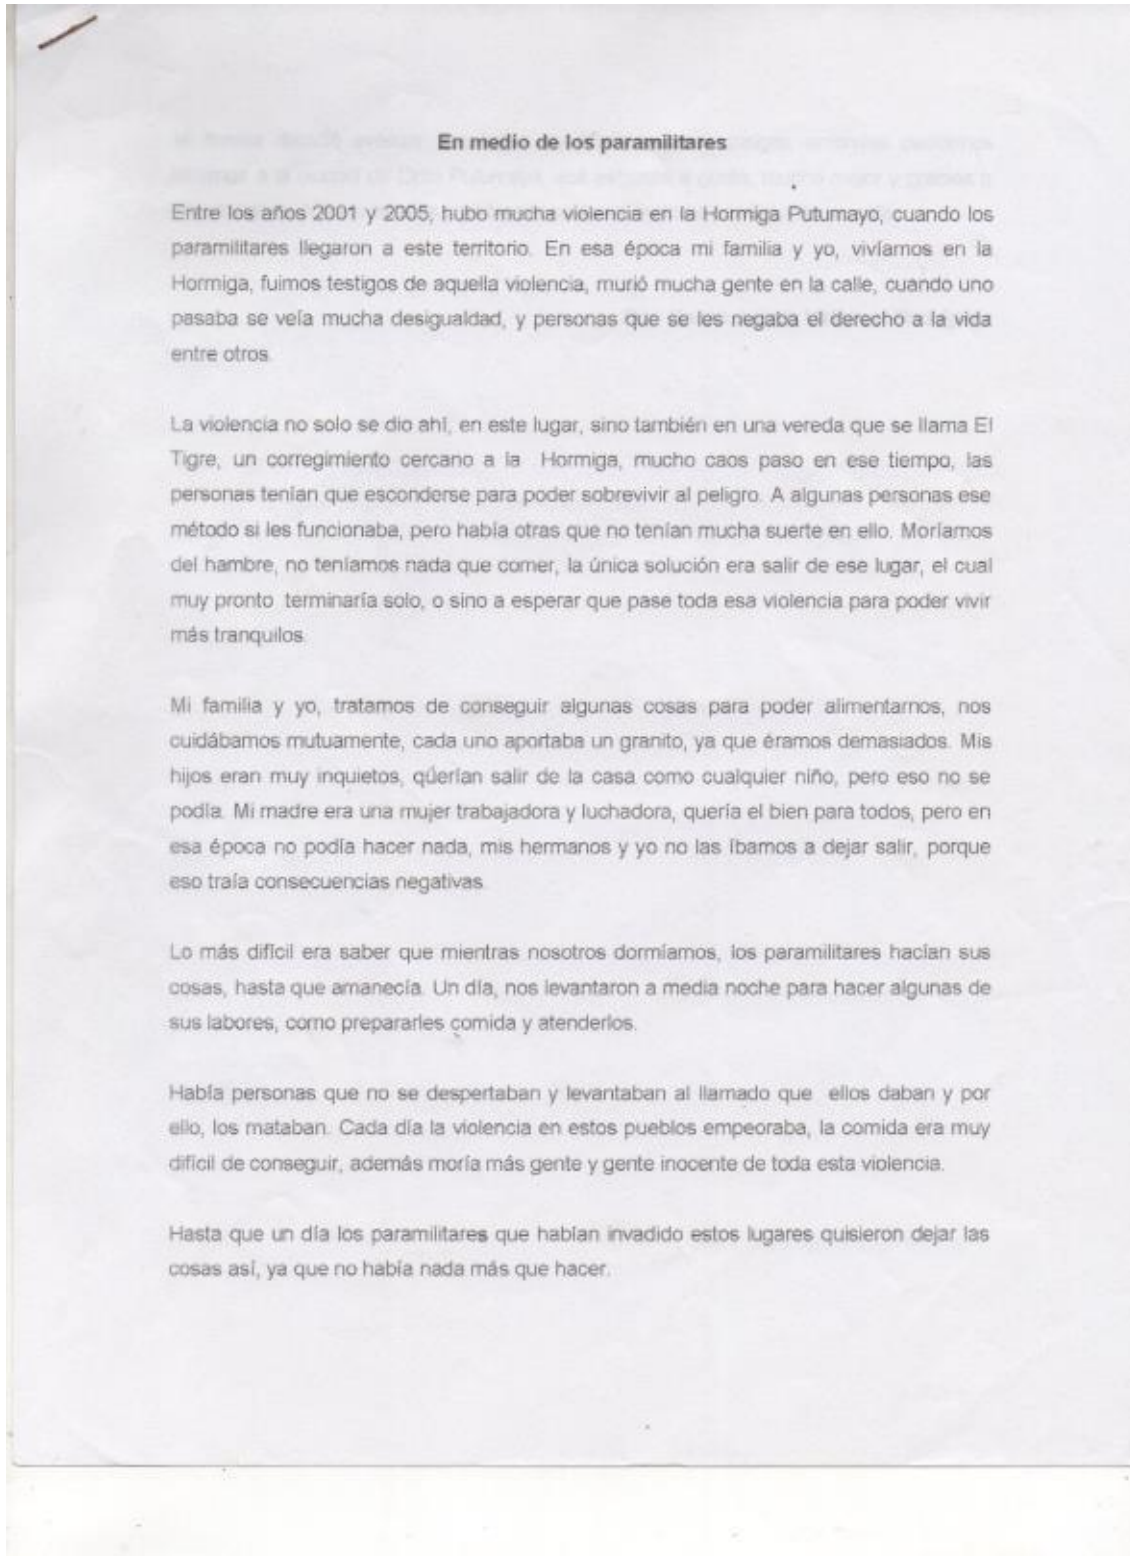 En medio de los paramilitares
Entre los años 2001 y 2005, hubo mucha violencia en la Hormiga Putumayo, cuando los
paramilitares llegaron a este territorio. En esa época mi familia y yo, vivíamos en la
Hormiga, fuimos testigos de aquella violencia, murió mucha gente en la calle, cuando uno
pasaba se veía mucha desigualdad, y personas que se les negaba el derecho a la vida
entre otros.
La violencia no solo se dio ahí, en este lugar, sino también en una vereda que se llama El
Tigre, un corregimiento cercano a la Hormiga, mucho caos paso en ese tiempo, las
personas tenían que esconderse para poder sobrevivir al peligro. A algunas personas ese
método si les funcionaba, pero había otras que no tenían mucha suerte en ello. Moríamos
del hambre, no teníamos nada que comer, la única solución era salir de ese lugar, el cual
muy pronto terminaría solo, o sino a esperar que pase toda esa violencia para poder vivir
más tranquilos.
Mi familia y yo, tratamos de conseguir algunas cosas para poder alimentarnos, nos
cuidábamos mutuamente, cada uno aportaba un granito, ya que éramos demasiados. Mis
hijos eran muy inquietos, qúerían salir de la casa como cualquier niño, pero eso no se
podía. Mi madre era una mujer trabajadora y luchadora, quería el bien para todos, pero en
esa época no podía hacer nada, mis hermanos y yo no las íbamos a dejar salir, porque
eso traía consecuencias negativas.
Lo más difícil era saber que mientras nosotros dormíamos, los paramilitares hacían sus
cosas, hasta que amanecía. Un día, nos levantaron a media noche para hacer algunas de
sus labores, como prepararles comida y atenderlos.
Había personas que no se despertaban y levantaban al llamado que ellos daban y por
ello, los mataban. Cada día la violencia en estos pueblos empeoraba, la comida era muy
difícil de conseguir, además moría más gente y gente inocente de toda esta violencia.
Hasta que un día los paramilitares que habían invadido estos lugares quisieron dejar las
cosas así, ya que no había nada más que hacer.